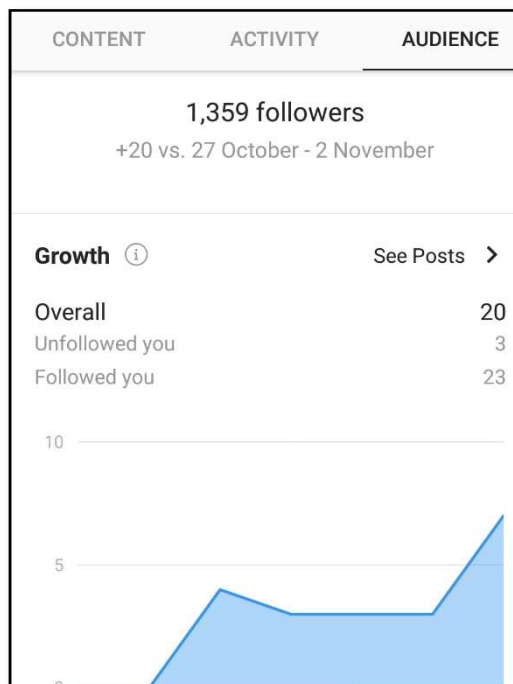 CONTENT ACTIVITY AUDIENCE
1,359 followers
+20 vs. 27 October - 2 November
Growth See Posts
Overall 20
Unfollowed you 3
Followed you 23
10
5